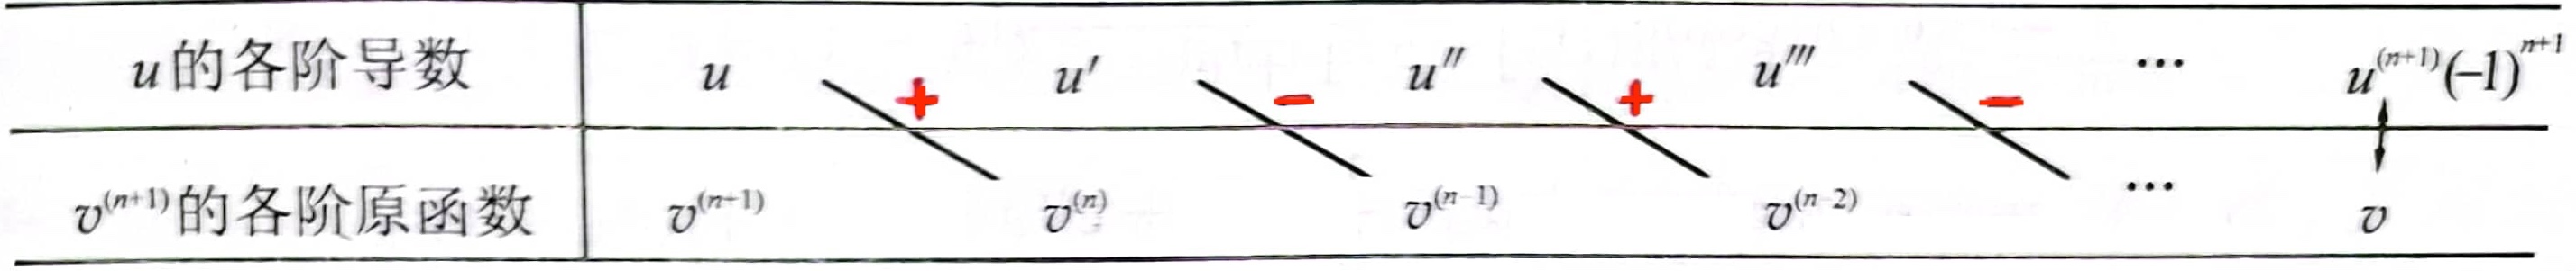 u的各阶导数 u + u′ − u″ + u‴ − ⋯ u⁽ⁿ⁺¹⁾(−1)ⁿ⁺¹
v⁽ⁿ⁺¹⁾的各阶原函数 v⁽ⁿ⁺¹⁾ v⁽ⁿ⁾ v⁽ⁿ⁻¹⁾ v⁽ⁿ⁻²⁾ ⋯ v